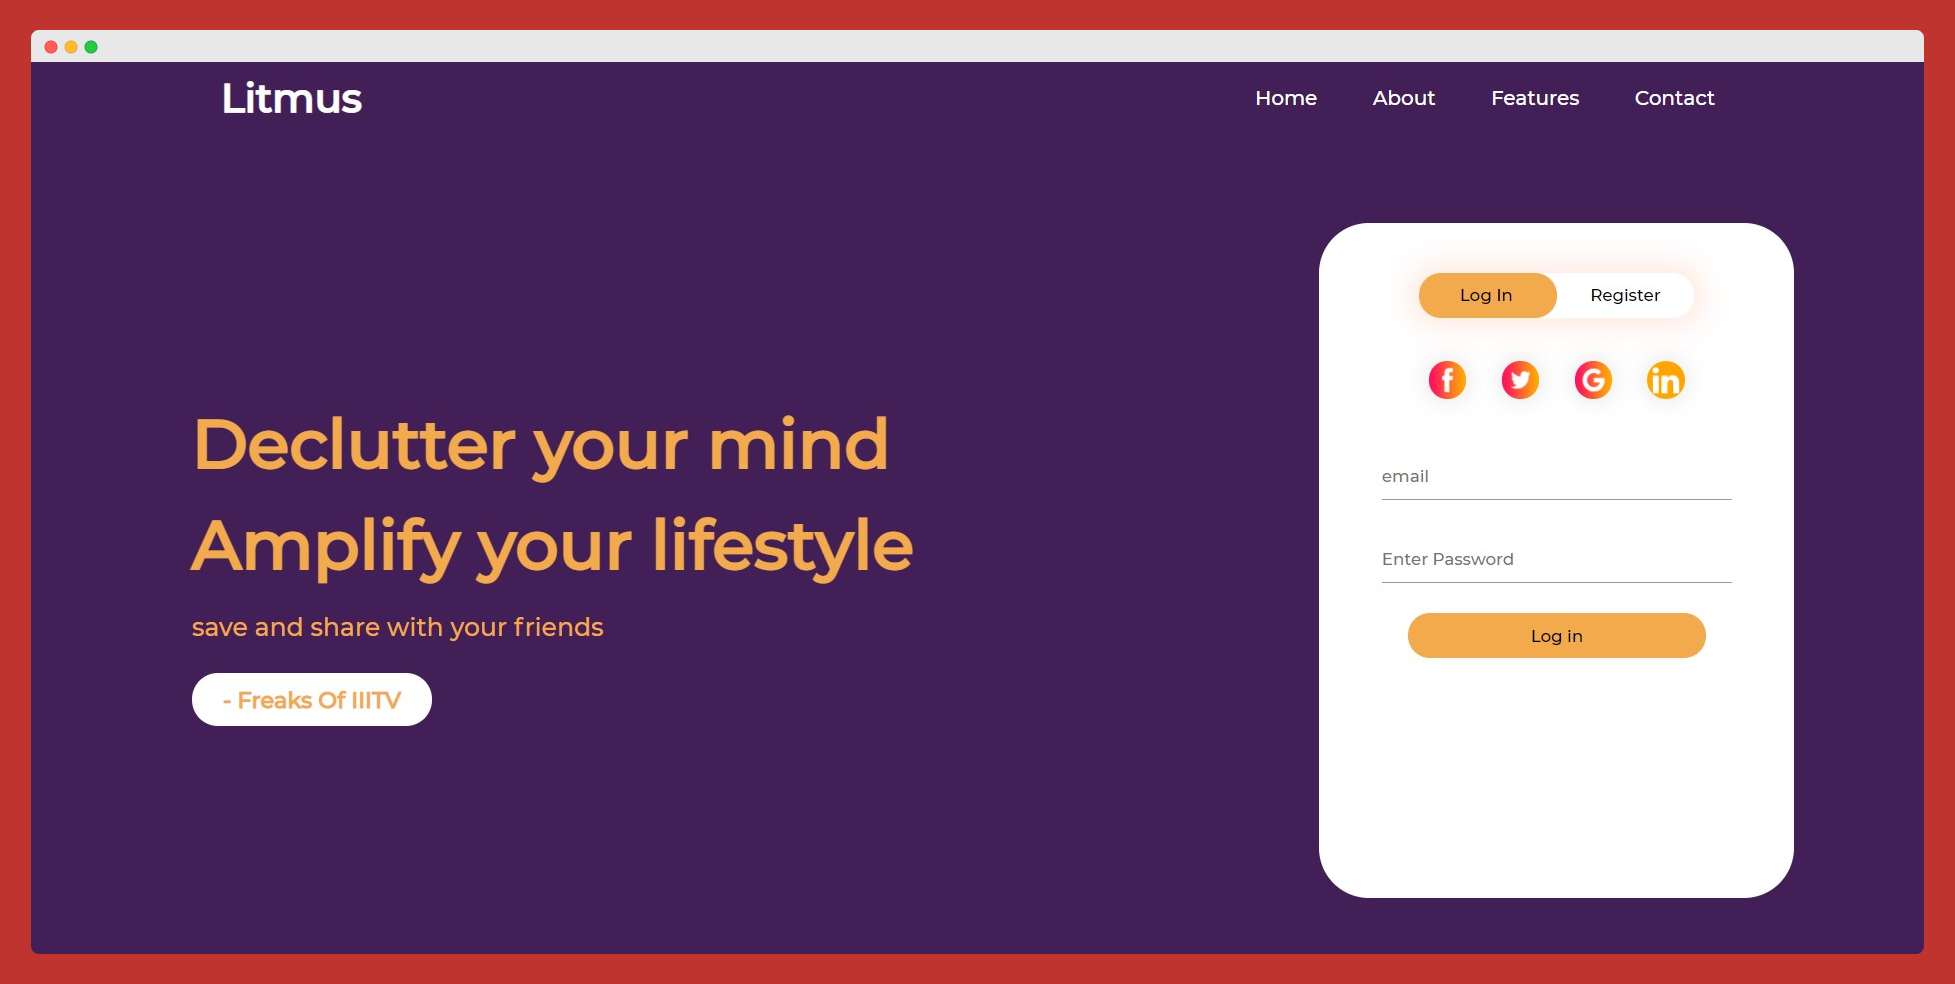 Litmus
Home About Features Contact
Log In Register
f G in
Declutter your mind
Amplify your lifestyle
save and share with your friends
- Freaks Of IIITV
email
Enter Password
Log in